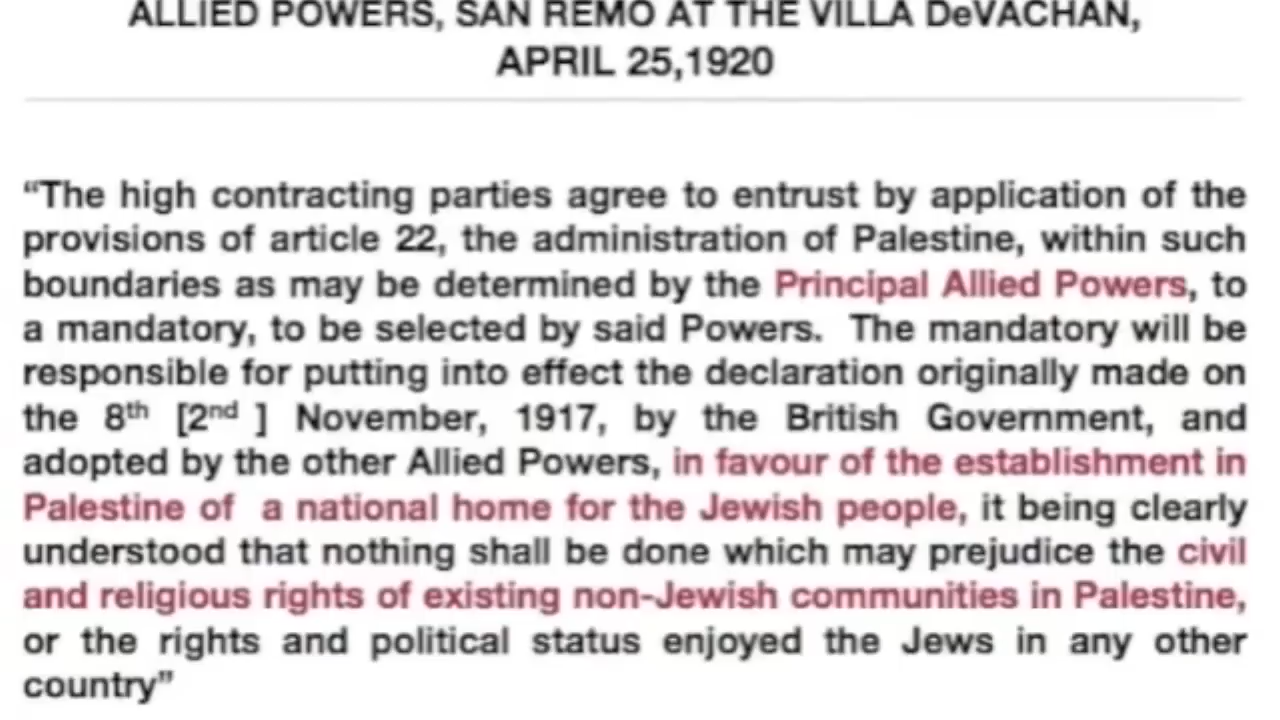 ALLIED POWERS, SAN REMO AT THE VILLA DeVACHAN,
APRIL 25,1920
“The high contracting parties agree to entrust by application of the
provisions of article 22, the administration of Palestine, within such
boundaries as may be determined by the Principal Allied Powers, to
a mandatory, to be selected by said Powers. The mandatory will be
responsible for putting into effect the declaration originally made on
the 8th [2nd ] November, 1917, by the British Government, and
adopted by the other Allied Powers, in favour of the establishment in
Palestine of a national home for the Jewish people, it being clearly
understood that nothing shall be done which may prejudice the civil
and religious rights of existing non-Jewish communities in Palestine,
or the rights and political status enjoyed the Jews in any other
country”